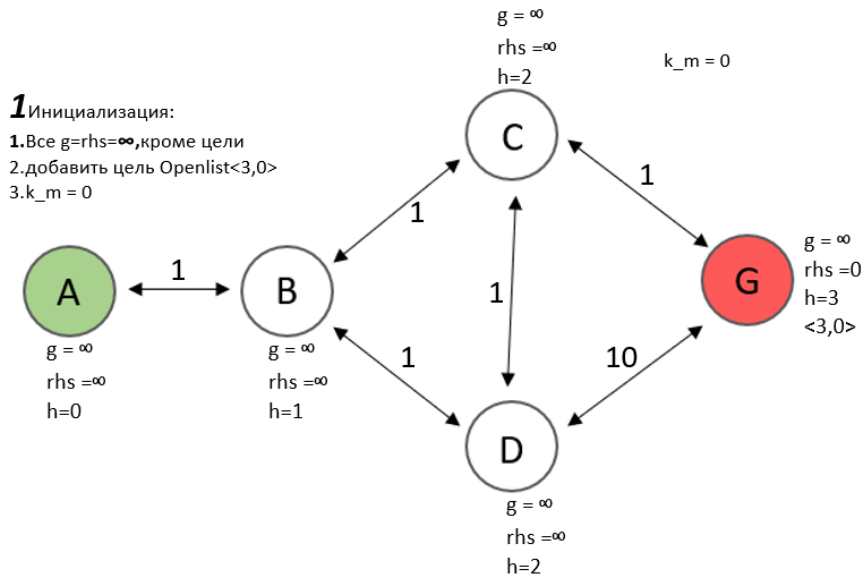 g = ∞
rhs =∞
h=2
k_m = 0
1Инициализация:
1.Все g=rhs=∞,кроме цели
2.добавить цель Openlist<3,0>
3.k_m = 0
C
1
1
A
1
B
1
G
g = ∞
rhs =0
h=3
<3,0>
g = ∞
rhs =∞
h=0
g = ∞
rhs =∞
h=1
1
10
D
g = ∞
rhs =∞
h=2